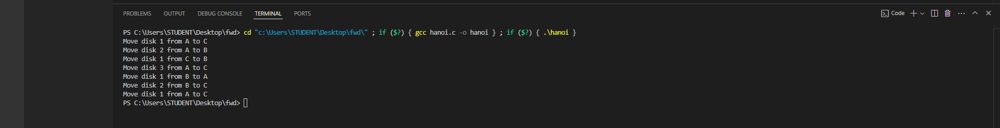 PROBLEMS OUTPUT DEBUG CONSOLE TERMINAL PORTS Code
PS C:\Users\STUDENT\Desktop\fwd> cd "c:\Users\STUDENT\Desktop\fwd\" ; if ($?) { gcc hanoi.c -o hanoi } ; if ($?) { .\hanoi }
Move disk 1 from A to C
Move disk 2 from A to B
Move disk 1 from C to B
Move disk 3 from A to C
Move disk 1 from B to A
Move disk 2 from B to C
Move disk 1 from A to C
PS C:\Users\STUDENT\Desktop\fwd>